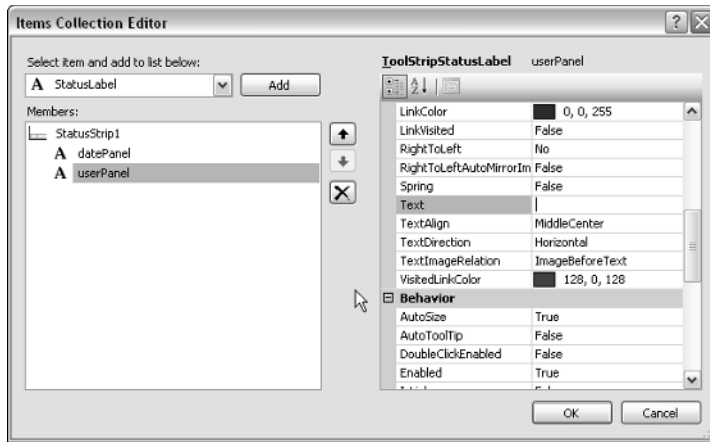 Items Collection Editor
Select item and add to list below:
A StatusLabel
Add
Members:
StatusStrip1
A datePanel
A userPanel
ToolStripStatusLabel userPanel
LinkColor 0, 0, 255
LinkVisited False
RightToLeft No
RightToLeftAutoMirrorIm False
Spring False
Text
TextAlign MiddleCenter
TextDirection Horizontal
TextImageRelation ImageBeforeText
VisitedLinkColor 128, 0, 128
Behavior
AutoSize True
AutoToolTip False
DoubleClickEnabled False
Enabled True
OK
Cancel